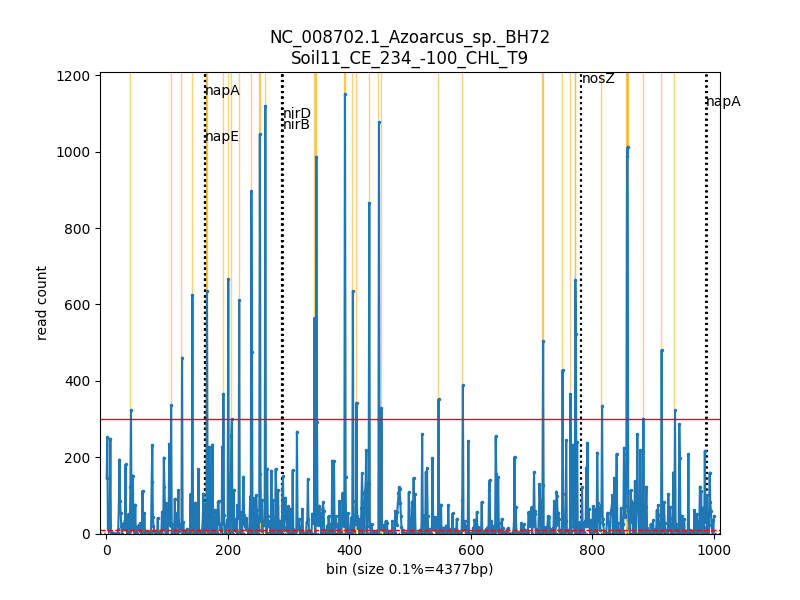 NC_008702.1_Azoarcus_sp._BH72
Soil11_CE_234_-100_CHL_T9
1200
1000
800
600
400
200
0
read count
napA
napE
nirD
nirB
nosZ
napA
0 200 400 600 800 1000
bin (size 0.1%=4377bp)